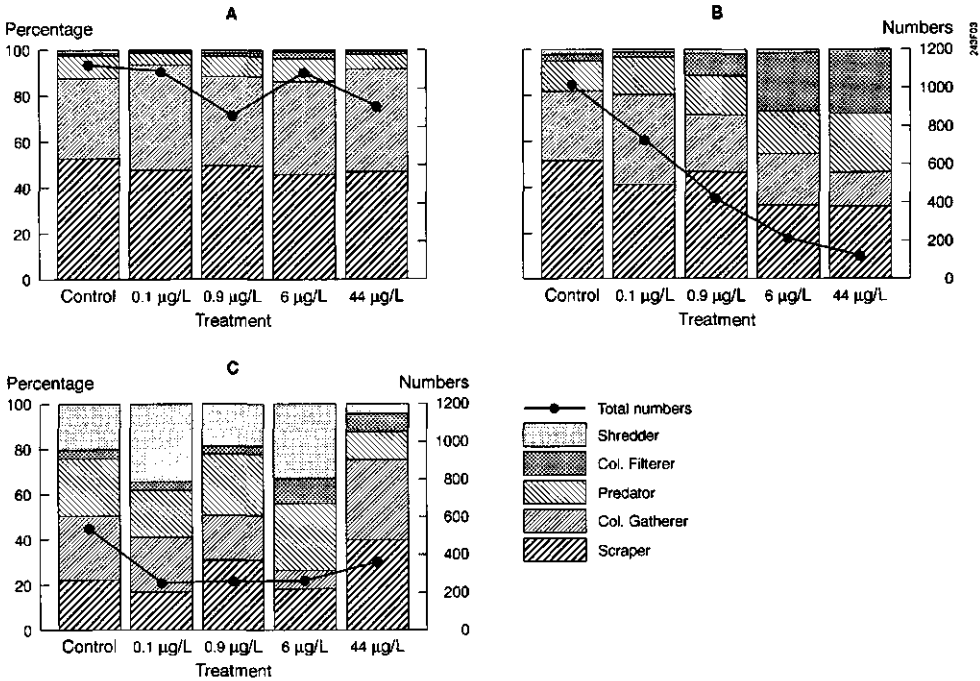 A
Percentage
100
80
60
40
20
0
Control 0.1 µg/L 0.9 µg/L 6 µg/L 44 µg/L
Treatment
B
Numbers
1200
1000
800
600
400
200
0
Control 0.1 µg/L 0.9 µg/L 6 µg/L 44 µg/L
Treatment
249F03
C
Percentage
Numbers
100
80
60
40
20
0
1200
1000
800
600
400
200
0
Control 0.1 µg/L 0.9 µg/L 6 µg/L 44 µg/L
Treatment
Total numbers
Shredder
Col. Filterer
Predator
Col. Gatherer
Scraper